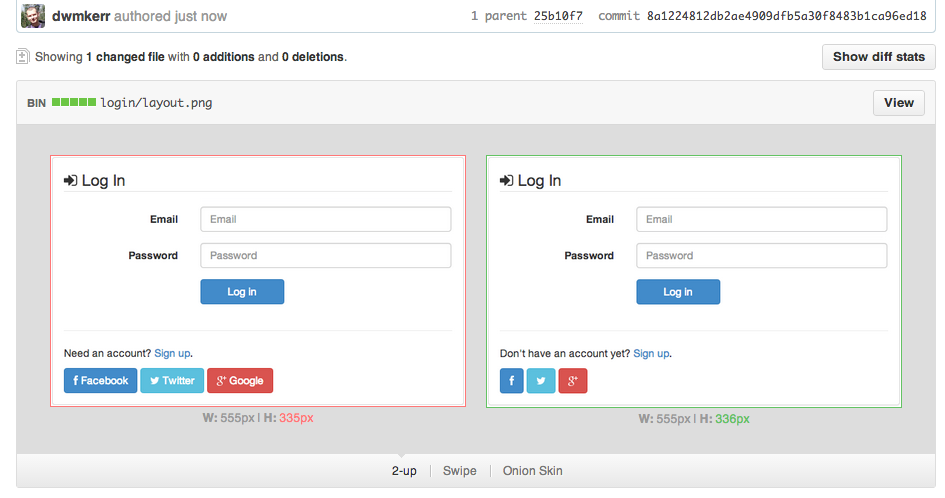 dwmkerr authored just now 1 parent 25b10f7 commit 8a1224812db2ae4909dfb5a30f8483b1ca96ed18
Showing 1 changed file with 0 additions and 0 deletions. Show diff stats
BIN login/layout.png View
Log In
Email Email
Password Password
Log in
Need an account? Sign up.
f Facebook Twitter g+ Google
W: 555px | H: 335px
Log In
Email Email
Password Password
Log in
Don't have an account yet? Sign up.
f g+
W: 555px | H: 336px
2-up Swipe Onion Skin